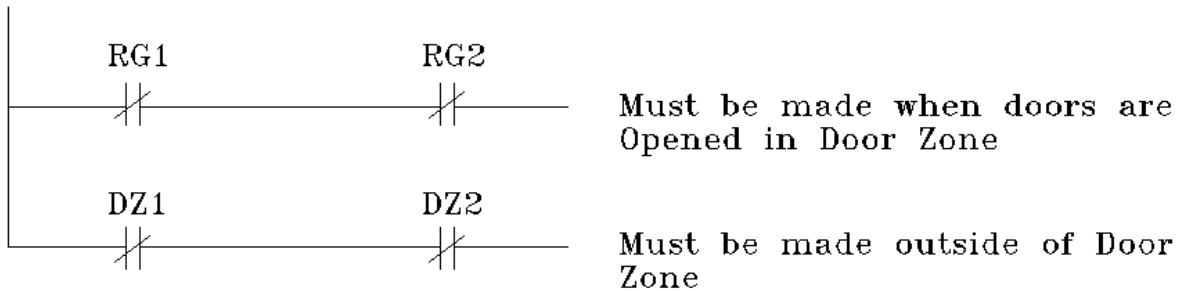 RG1 RG2
Must be made when doors are
Opened in Door Zone
DZ1 DZ2
Must be made outside of Door
Zone